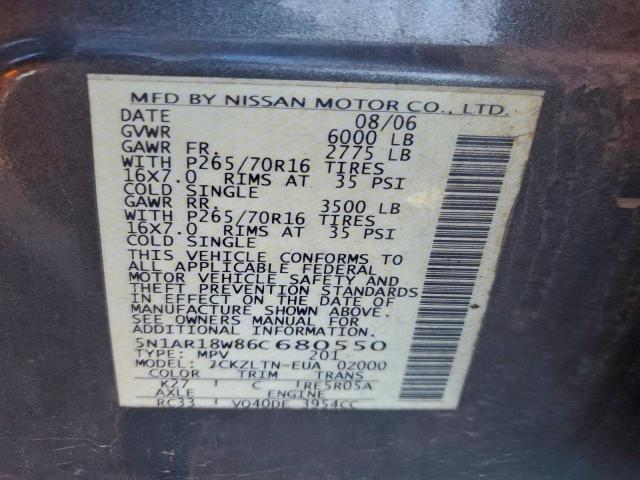 MFD BY NISSAN MOTOR CO., LTD.
DATE 08/06
GVWR 6000 LB
GAWR FR. 2775 LB
WITH P265/70R16 TIRES
16X7.0 RIMS AT 35 PSI
COLD SINGLE
GAWR RR. 3500 LB
WITH P265/70R16 TIRES
16X7.0 RIMS AT 35 PSI
COLD SINGLE
THIS VEHICLE CONFORMS TO
ALL APPLICABLE FEDERAL
MOTOR VEHICLE SAFETY AND
THEFT PREVENTION STANDARDS
IN EFFECT ON THE DATE OF
MANUFACTURE SHOWN ABOVE.
SEE OWNERS MANUAL FOR
ADDITIONAL INFORMATION
5N1AR18W86C680550
TYPE: MPV 201
MODEL: CKZLTN-EUA 0Z000
COLOR TRIM TRANS
K27 C RE5R05A
AXLE ENGINE
RC33 VQ40DE 3954CC